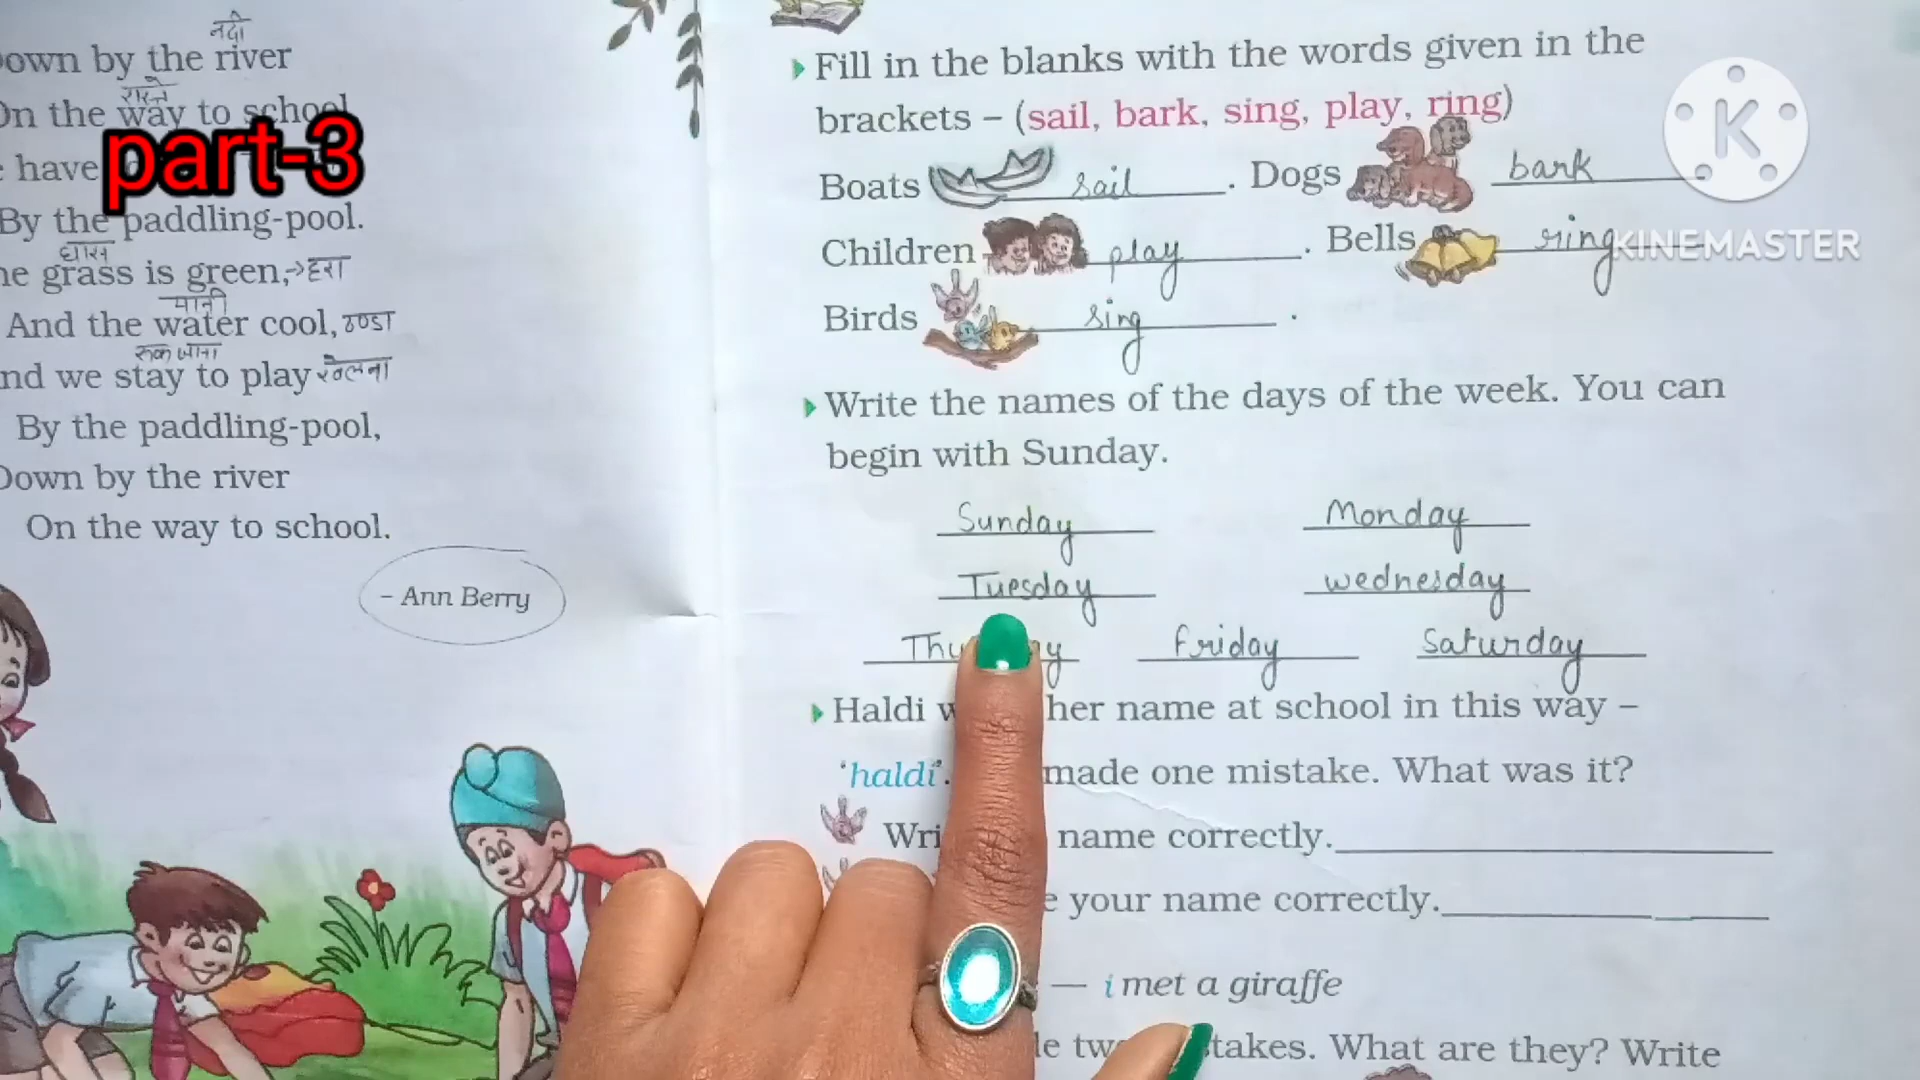 नदी
own by the river
रास्ते
On the way to school
part-3
have
By the paddling-pool.
घास
he grass is green,→हरा
पानी
And the water cool, ठण्डा
रुक जाना
nd we stay to play खेलना
By the paddling-pool,
Down by the river
On the way to school.
– Ann Berry
Fill in the blanks with the words given in the
brackets – (sail, bark, sing, play, ring)
Boats sail. Dogs bark
Children play. Bells ring
Birds sing.
Write the names of the days of the week. You can
begin with Sunday.
Sunday Monday
Tuesday wednesday
Friday Saturday
Haldi her name at school in this way –
'haldi'. made one mistake. What was it?
name correctly.
your name correctly.
— i met a giraffe
What are they? Write
K
KINEMASTER